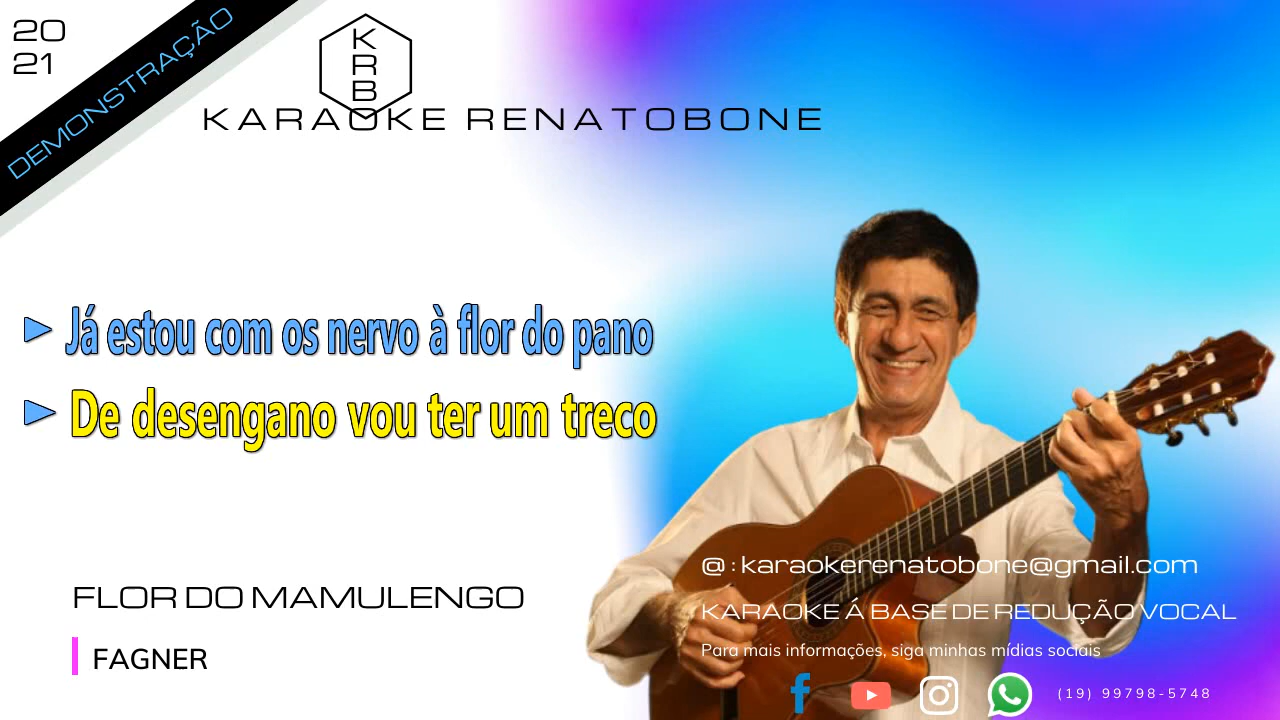 20
21
DEMONSTRAÇÃO
K
R
B
KARAOKE RENATOBONE
Já estou com os nervo à flor do pano
De desengano vou ter um treco
FLOR DO MAMULENGO
FAGNER
@ : karaokerenatobone@gmail.com
KARAOKE Á BASE DE REDUÇÃO VOCAL
Para mais informações, siga minhas mídias sociais
(19) 99798-5748